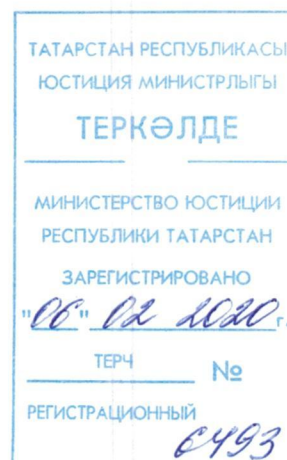 ТАТАРСТАН РЕСПУБЛИКАСЫ
ЮСТИЦИЯ МИНИСТРЛЫГЫ
ТЕРКӘЛДЕ
МИНИСТЕРСТВО ЮСТИЦИИ
РЕСПУБЛИКИ ТАТАРСТАН
ЗАРЕГИСТРИРОВАНО
"06" 02 2020 г.
ТЕРЧ №
РЕГИСТРАЦИОННЫЙ
6493